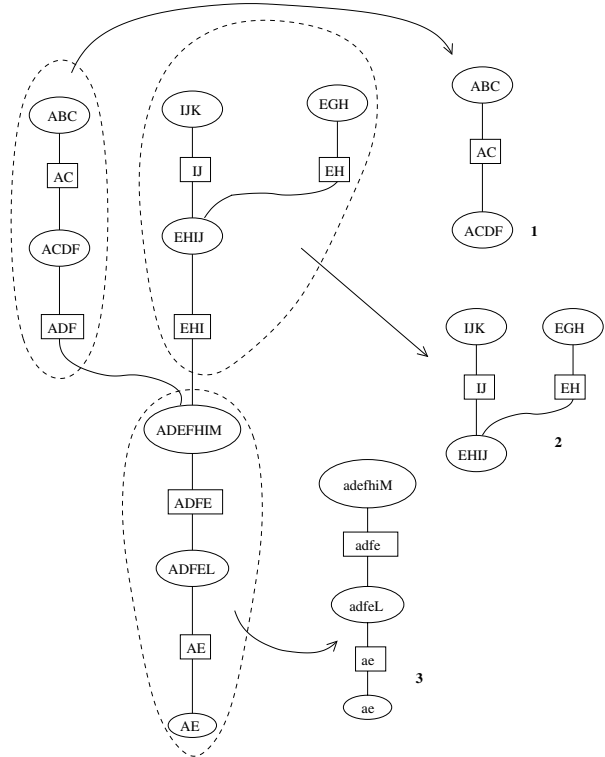 ABC
AC
ACDF
ADF
IJK
IJ
EHIJ
EHI
EGH
EH
ADEFHIM
ADFE
ADFEL
AE
AE
ABC
AC
ACDF
1
IJK
IJ
EHIJ
EGH
EH
2
adefhiM
adfe
adfeL
ae
ae
3